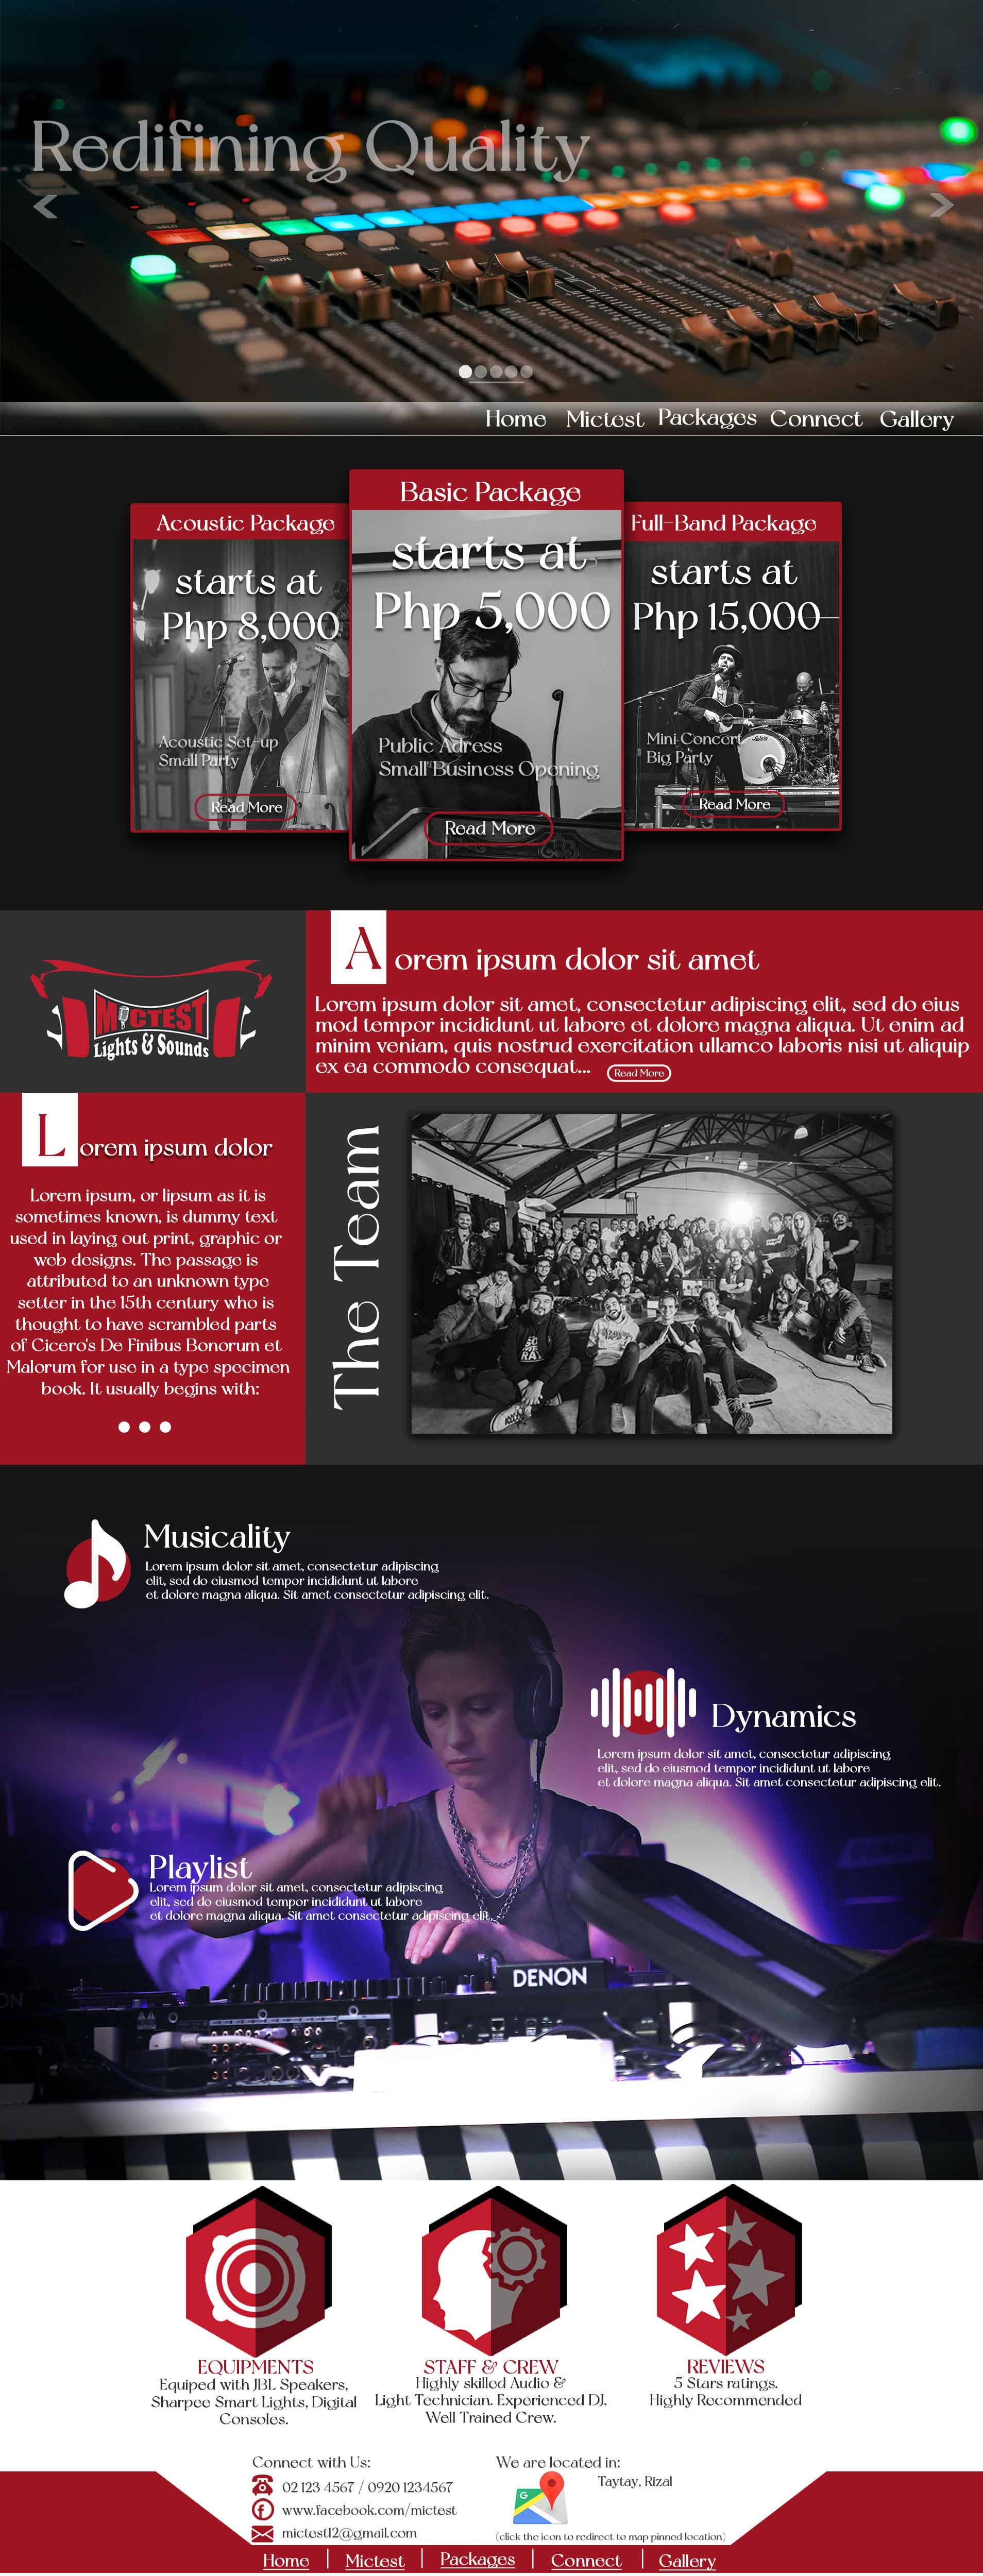 Redifining Quality
SOLO
SOLO
SOLO
MUTE
MUTE
MUTE
MUTE
MUTE
Home Mictest Packages Connect Gallery
Acoustic Package
starts at
Php 8,000
Acoustic Set-up
Small Party
Read More
Basic Package
starts at
Php 5,000
Public Adress
Small Business Opening
Read More
Full-Band Package
starts at
Php 15,000
Mini Concert
Big Party
Read More
MICTEST
Lights & Sounds
A orem ipsum dolor sit amet
Lorem ipsum dolor sit amet, consectetur adipiscing elit, sed do eius
mod tempor incididunt ut labore et dolore magna aliqua. Ut enim ad
minim veniam, quis nostrud exercitation ullamco laboris nisi ut aliquip
ex ea commodo consequat... Read More
L orem ipsum dolor
Lorem ipsum, or lipsum as it is
sometimes known, is dummy text
used in laying out print, graphic or
web designs. The passage is
attributed to an unknown type
setter in the 15th century who is
thought to have scrambled parts
of Cicero's De Finibus Bonorum et
Malorum for use in a type specimen
book. It usually begins with:
The Team
Musicality
Lorem ipsum dolor sit amet, consectetur adipiscing
elit, sed do eiusmod tempor incididunt ut labore
et dolore magna aliqua. Sit amet consectetur adipiscing elit.
Dynamics
Lorem ipsum dolor sit amet, consectetur adipiscing
elit, sed do eiusmod tempor incididunt ut labore
et dolore magna aliqua. Sit amet consectetur adipiscing elit.
Playlist
Lorem ipsum dolor sit amet, consectetur adipiscing
elit, sed do eiusmod tempor incididunt ut labore
et dolore magna aliqua. Sit amet consectetur adipiscing elit.
DENON
EQUIPMENTS
Equiped with JBL Speakers,
Sharpee Smart Lights, Digital
Consoles.
STAFF & CREW
Highly skilled Audio &
Light Technician. Experienced DJ.
Well Trained Crew.
REVIEWS
5 Stars ratings.
Highly Recommended
Connect with Us:
02 123 4567 / 0920 1234567
www.facebook.com/mictest
mictest12@gmail.com
We are located in:
Taytay, Rizal
(click the icon to redirect to map pinned location)
Home | Mictest | Packages | Connect | Gallery